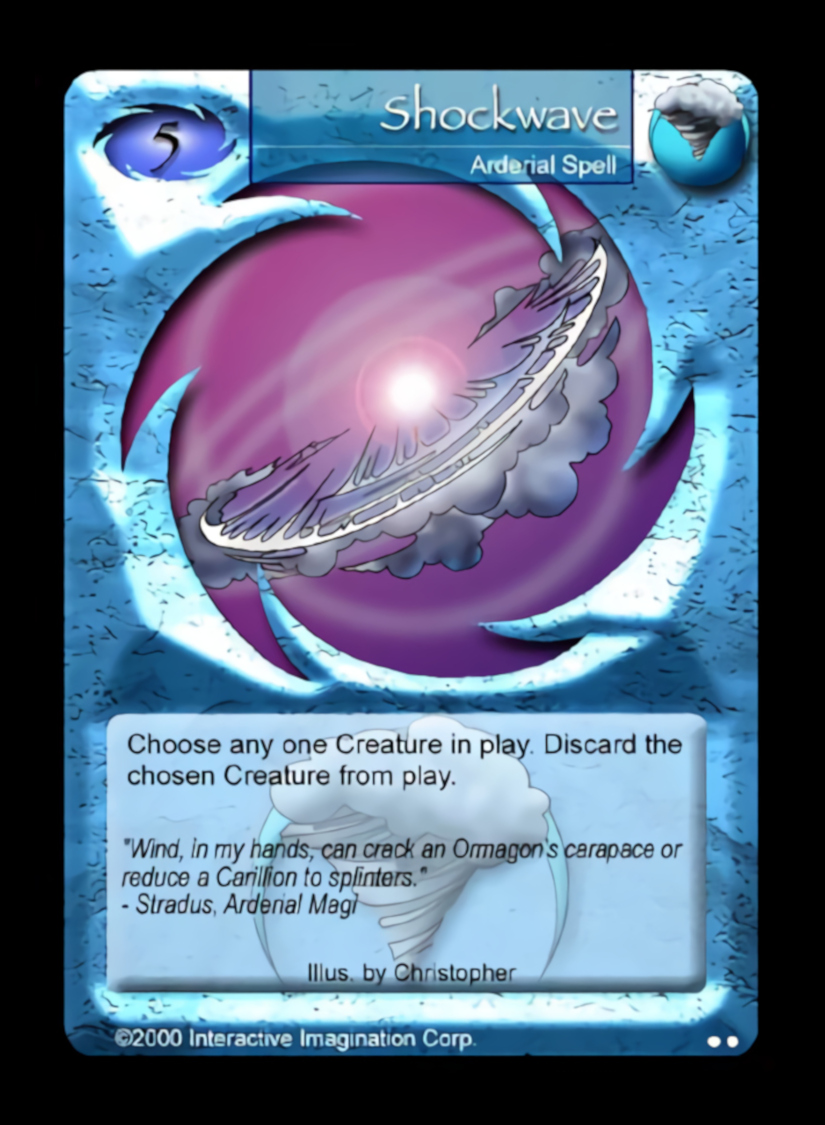 5
Shockwave
Arderial Spell
Choose any one Creature in play. Discard the
chosen Creature from play.
"Wind, in my hands, can crack an Ormagon's carapace or
reduce a Carillion to splinters."
- Stradus, Arderial Magi
Illus. by Christopher
©2000 Interactive Imagination Corp.